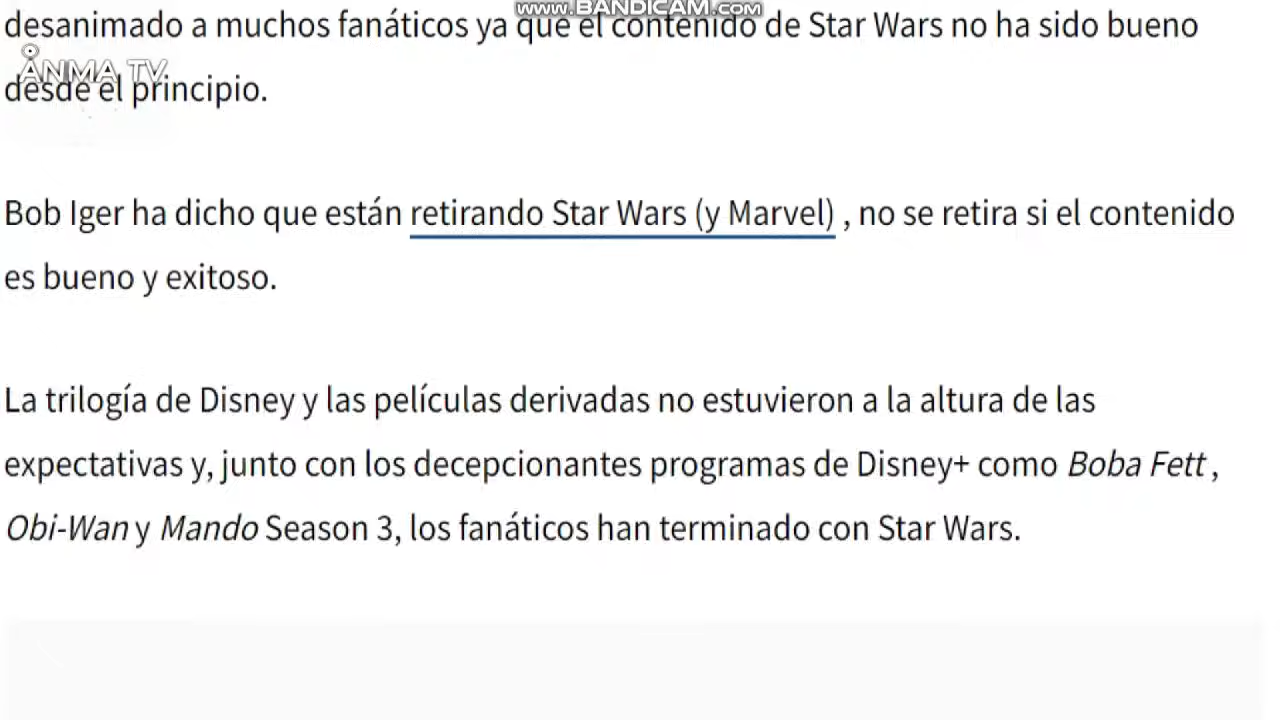 www.BANDICAM.com
desanimado a muchos fanáticos ya que el contenido de Star Wars no ha sido bueno
ANMA TV
desde el principio.
Bob Iger ha dicho que están retirando Star Wars (y Marvel) , no se retira si el contenido
es bueno y exitoso.
La trilogía de Disney y las películas derivadas no estuvieron a la altura de las
expectativas y, junto con los decepcionantes programas de Disney+ como Boba Fett ,
Obi-Wan y Mando Season 3, los fanáticos han terminado con Star Wars.